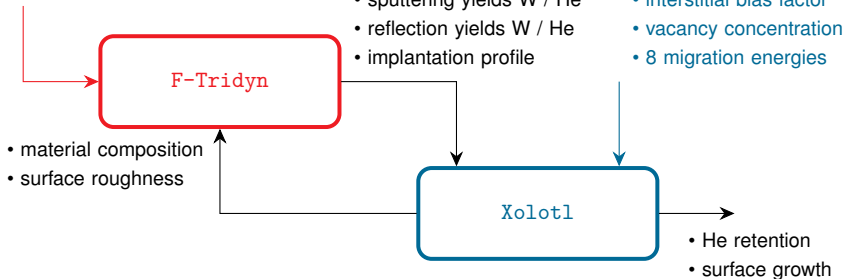 • sputtering yields W / He
• interstitial bias factor
• reflection yields W / He
• vacancy concentration
• implantation profile
• 8 migration energies
F-Tridyn
• material composition
• surface roughness
Xolotl
• He retention
• surface growth